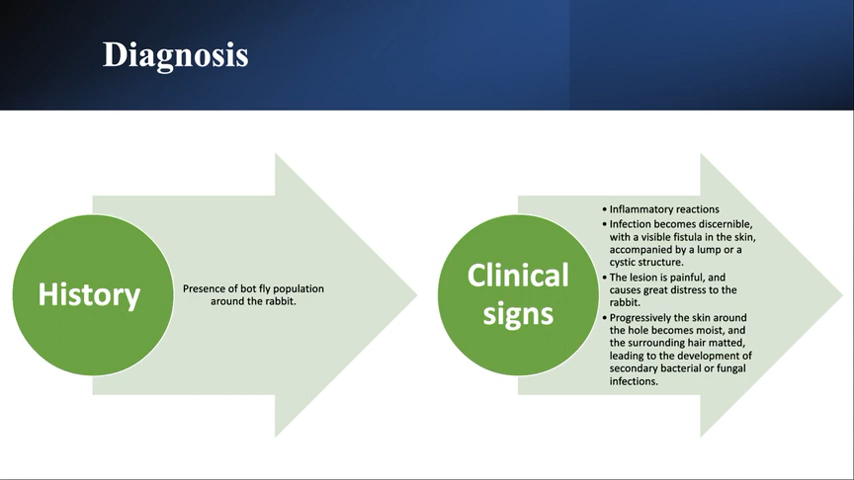 Diagnosis
History
Presence of bot fly population
around the rabbit.
Clinical
signs
• Inflammatory reactions
• Infection becomes discernible,
with a visible fistula in the skin,
accompanied by a lump or a
cystic structure.
• The lesion is painful, and
causes great distress to the
rabbit.
• Progressively the skin around
the hole becomes moist, and
the surrounding hair matted,
leading to the development of
secondary bacterial or fungal
infections.